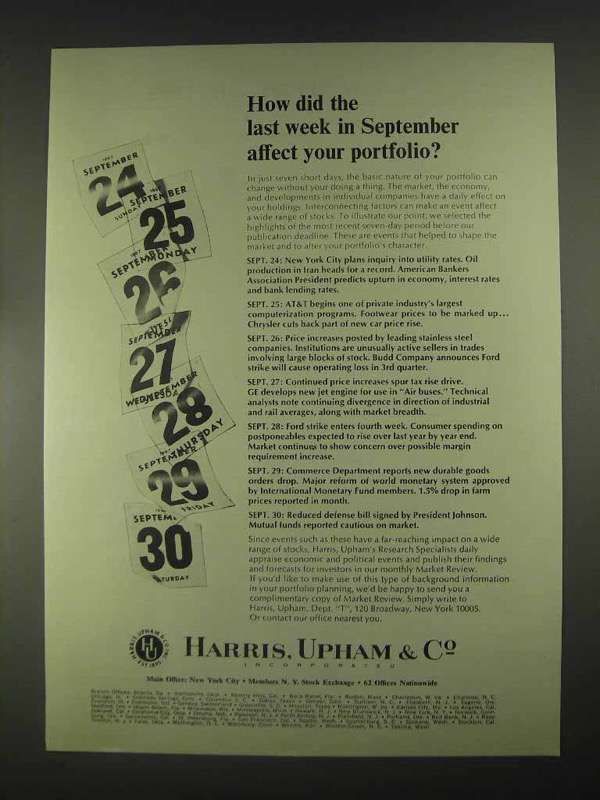 How did the
last week in September
affect your portfolio?
In just seven short days, the basic nature of your portfolio can
change without your doing a thing. The market, the economy,
and developments in individual companies have a daily effect on
your holdings. Interconnecting factors can make an event affect
a wide range of stocks. To illustrate our point, we selected the
highlights of the most recent seven-day period before our
publication deadline. These are events that helped to shape the
market and to alter your portfolio's character.
SEPT. 24: New York City plans inquiry into utility rates. Oil
production in Iran heads for a record. American Bankers
Association President predicts upturn in economy, interest rates
and bank lending rates.
SEPT. 25: AT&T begins one of private industry's largest
computerization programs. Footwear prices to be marked up...
Chrysler cuts back part of new car price rise.
SEPT. 26: Price increases posted by leading stainless steel
companies. Institutions are unusually active sellers in trades
involving large blocks of stock. Budd Company announces Ford
strike will cause operating loss in 3rd quarter.
SEPT. 27: Continued price increases spur tax rise drive.
GE develops new jet engine for use in "Air buses." Technical
analysts note continuing divergence in direction of industrial
and rail averages, along with market breadth.
SEPT. 28: Ford strike enters fourth week. Consumer spending on
postponeables expected to rise over last year by year end.
Market continues to show concern over possible margin
requirement increase.
SEPT. 29: Commerce Department reports new durable goods
orders drop. Major reform of world monetary system approved
by International Monetary Fund members. 1.5% drop in farm
prices reported in month.
SEPT. 30: Reduced defense bill signed by President Johnson.
Mutual funds reported cautious on market.
Since events such as these have a far-reaching impact on a wide
range of stocks, Harris, Upham's Research Specialists daily
appraise economic and political events and publish their findings
and forecasts for investors in our monthly Market Review.
If you'd like to make use of this type of background information
in your portfolio planning, we'd be happy to send you a
complimentary copy of Market Review. Simply write to
Harris, Upham, Dept. "T", 120 Broadway, New York 10005.
Or contact our office nearest you.
SEPTEMBER
24
SUNDAY
SEPTEMBER
25
MONDAY
26
SEPTEMBER
27
WEDNESDAY
SEPTEMBER
28
THURSDAY
SEPTEMBER
29
FRIDAY
SEPTEM
30
SATURDAY
HARRIS, UPHAM & CO
HARRIS, UPHAM & Co
INCORPORATED
Main Office: New York City • Members N. Y. Stock Exchange • 62 Offices Nationwide